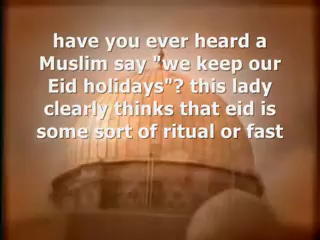 have you ever heard a
Muslim say "we keep our
Eid holidays"? this lady
clearly thinks that eid is
some sort of ritual or fast